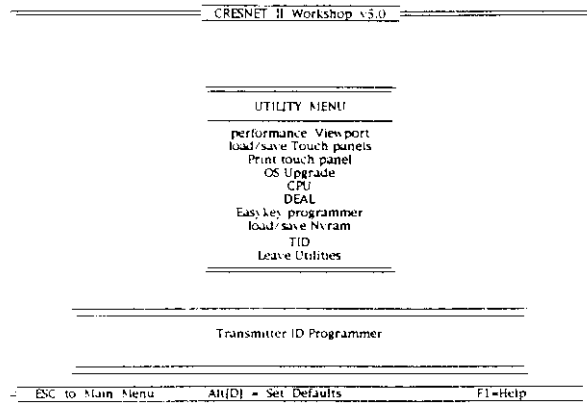 CRESNET II Workshop v5.0
UTILITY MENU
performance Viewport
load/save Touch panels
Print touch panel
OS Upgrade
CPU
DEAL
Easykey programmer
load/save Nvram
TID
Leave Utilities
Transmitter ID Programmer
ESC to Main Menu Alt[D] = Set Defaults F1=Help